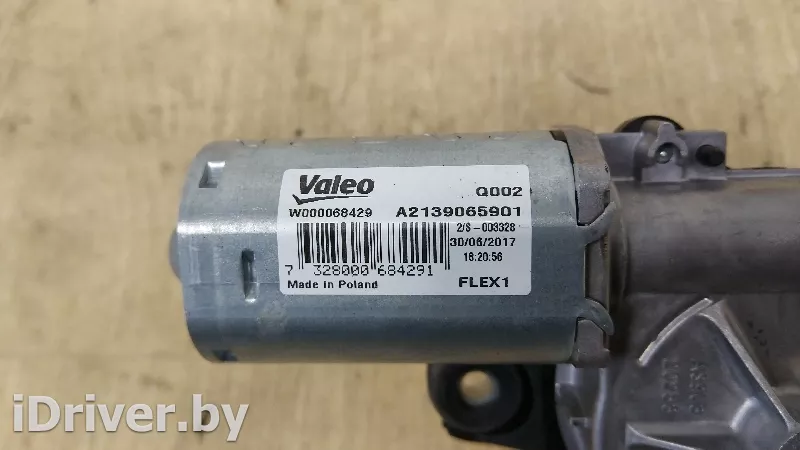 Valeo
Q002
W000068429 A2139065901
2/S-003328
30/06/2017
16:20:56
7 328000 684291
Made in Poland
FLEX1
iDriver.by